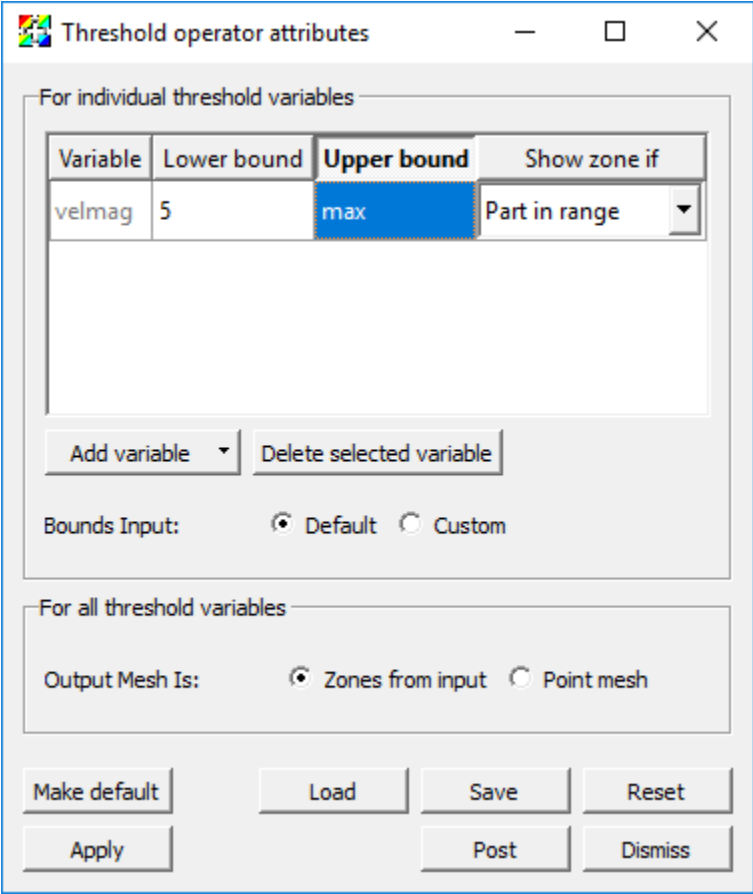 Threshold operator attributes
For individual threshold variables
Variable Lower bound Upper bound Show zone if
velmag 5 max Part in range
Add variable Delete selected variable
Bounds Input: Default Custom
For all threshold variables
Output Mesh Is: Zones from input Point mesh
Make default Load Save Reset
Apply Post Dismiss